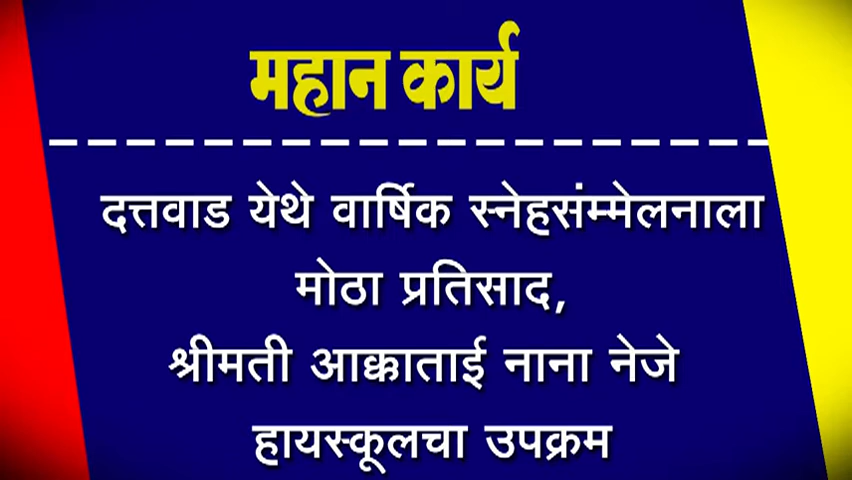 महान कार्य
दत्तवाड येथे वार्षिक स्नेहसंम्मेलनाला
मोठा प्रतिसाद,
श्रीमती आक्काताई नाना नेजे
हायस्कूलचा उपक्रम